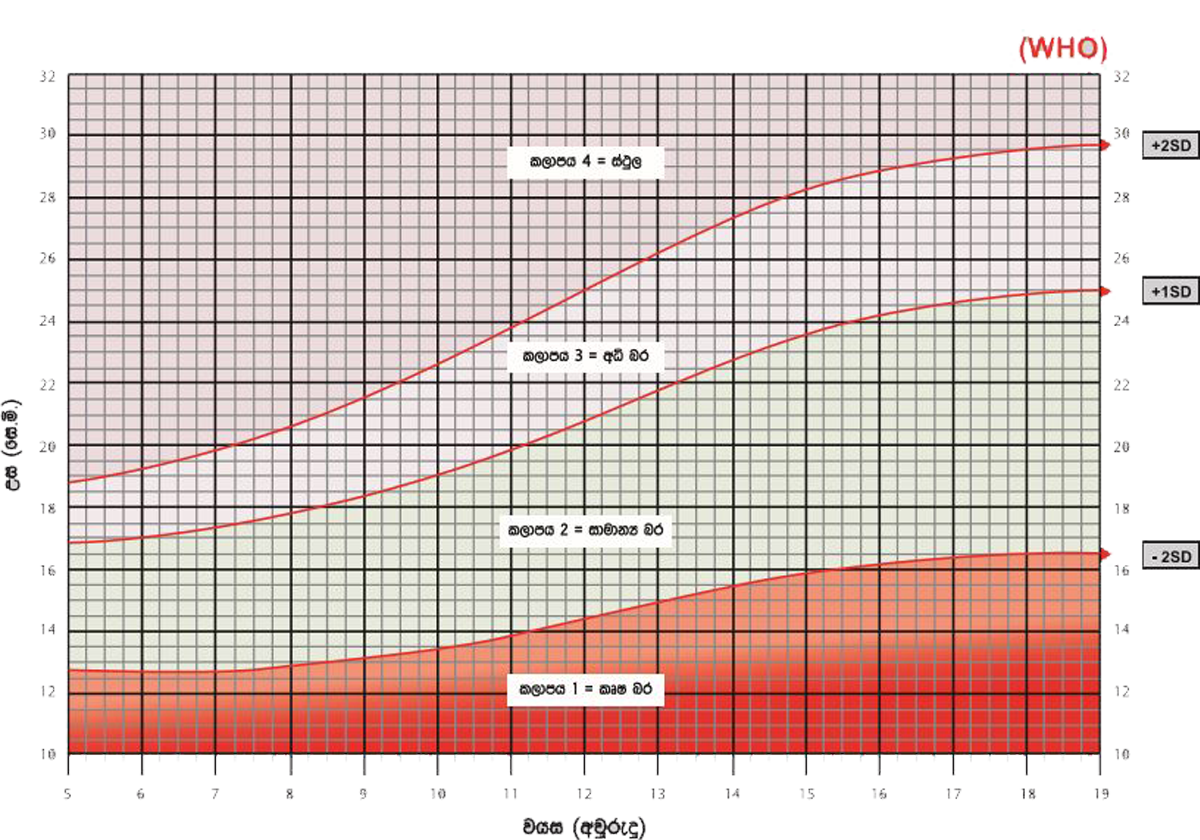 (WHO)
32 32
30 30
+2SD
කලාපය 4 = ස්ථුල
28 28
26 26
+1SD
24 24
කලාපය 3 = අධි බර
22 22
20 20
උස (සෙ.මී.)
18 18
කලාපය 2 = සාමාන්‍ය බර
- 2SD
16 16
14 14
කලාපය 1 = කෘෂ බර
12 12
10 10
5 6 7 8 9 10 11 12 13 14 15 16 17 18 19
වයස (අවුරුදු)